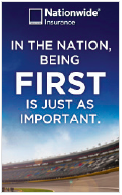 Nationwide®
Insurance
IN THE NATION,
BEING
FIRST
IS JUST AS
IMPORTANT.